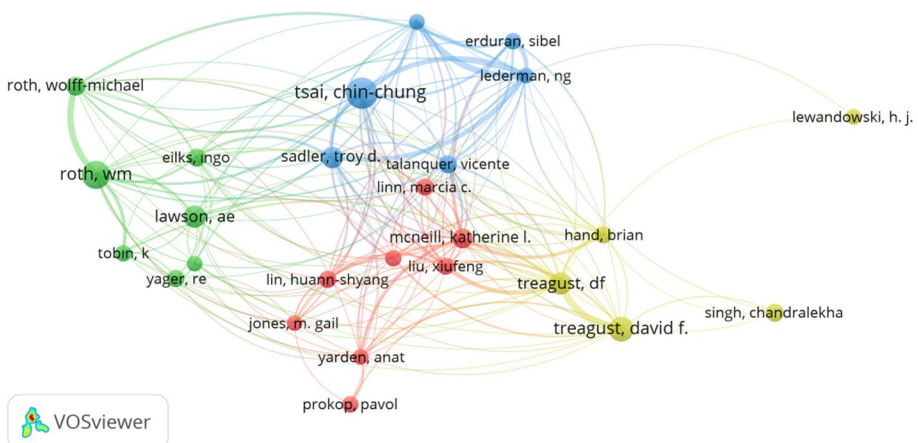 erduran, sibel
lederman, ng
roth, wolff-michael
tsai, chin-chung
lewandowski, h. j.
eilks, ingo
sadler, troy d.
talanquer, vicente
roth, wm
linn, marcia c.
lawson, ae
mcneill, katherine l.
hand, brian
tobin, k
liu, xiufeng
yager, re
lin, huann-shyang
treagust, df
singh, chandralekha
jones, m. gail
treagust, david f.
yarden, anat
prokop, pavol
VOSviewer